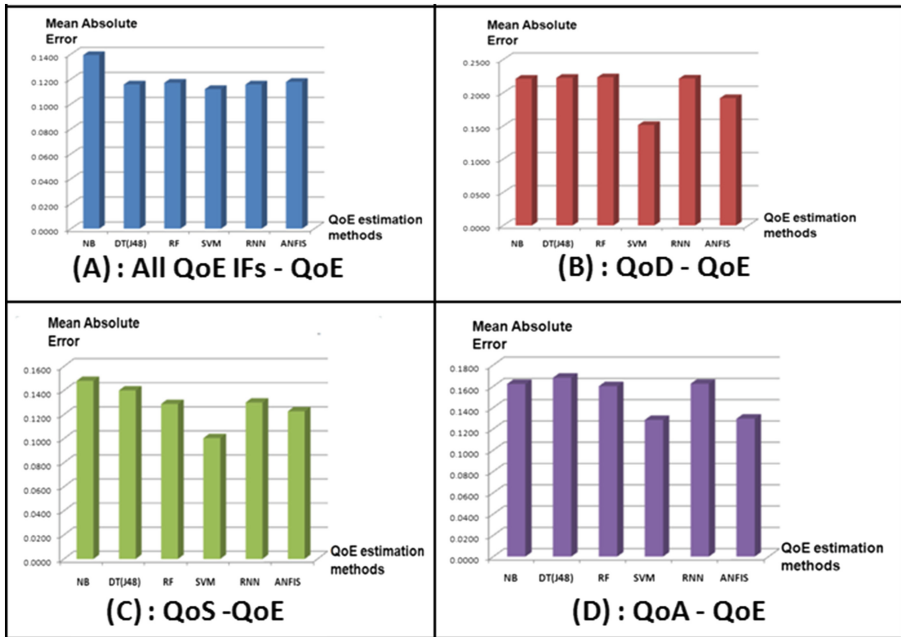 Mean Absolute
Error
0.1400
0.1200
0.1000
0.0800
0.0600
0.0400
0.0200
0.0000
NB DT(J48) RF SVM RNN ANFIS
QoE estimation
methods
(A) : All QoE IFs - QoE
Mean Absolute
Error
0.2500
0.2000
0.1500
0.1000
0.0500
0.0000
NB DT(J48) RF SVM RNN ANFIS
QoE estimation
methods
(B) : QoD - QoE
Mean Absolute
Error
0.1600
0.1400
0.1200
0.1000
0.0800
0.0600
0.0400
0.0200
0.0000
NB DT(J48) RF SVM RNN ANFIS
QoE estimation
methods
(C) : QoS -QoE
Mean Absolute
Error
0.1800
0.1600
0.1400
0.1200
0.1000
0.0800
0.0600
0.0400
0.0200
0.0000
NB DT(J48) RF SVM RNN ANFIS
QoE estimation
methods
(D) : QoA - QoE